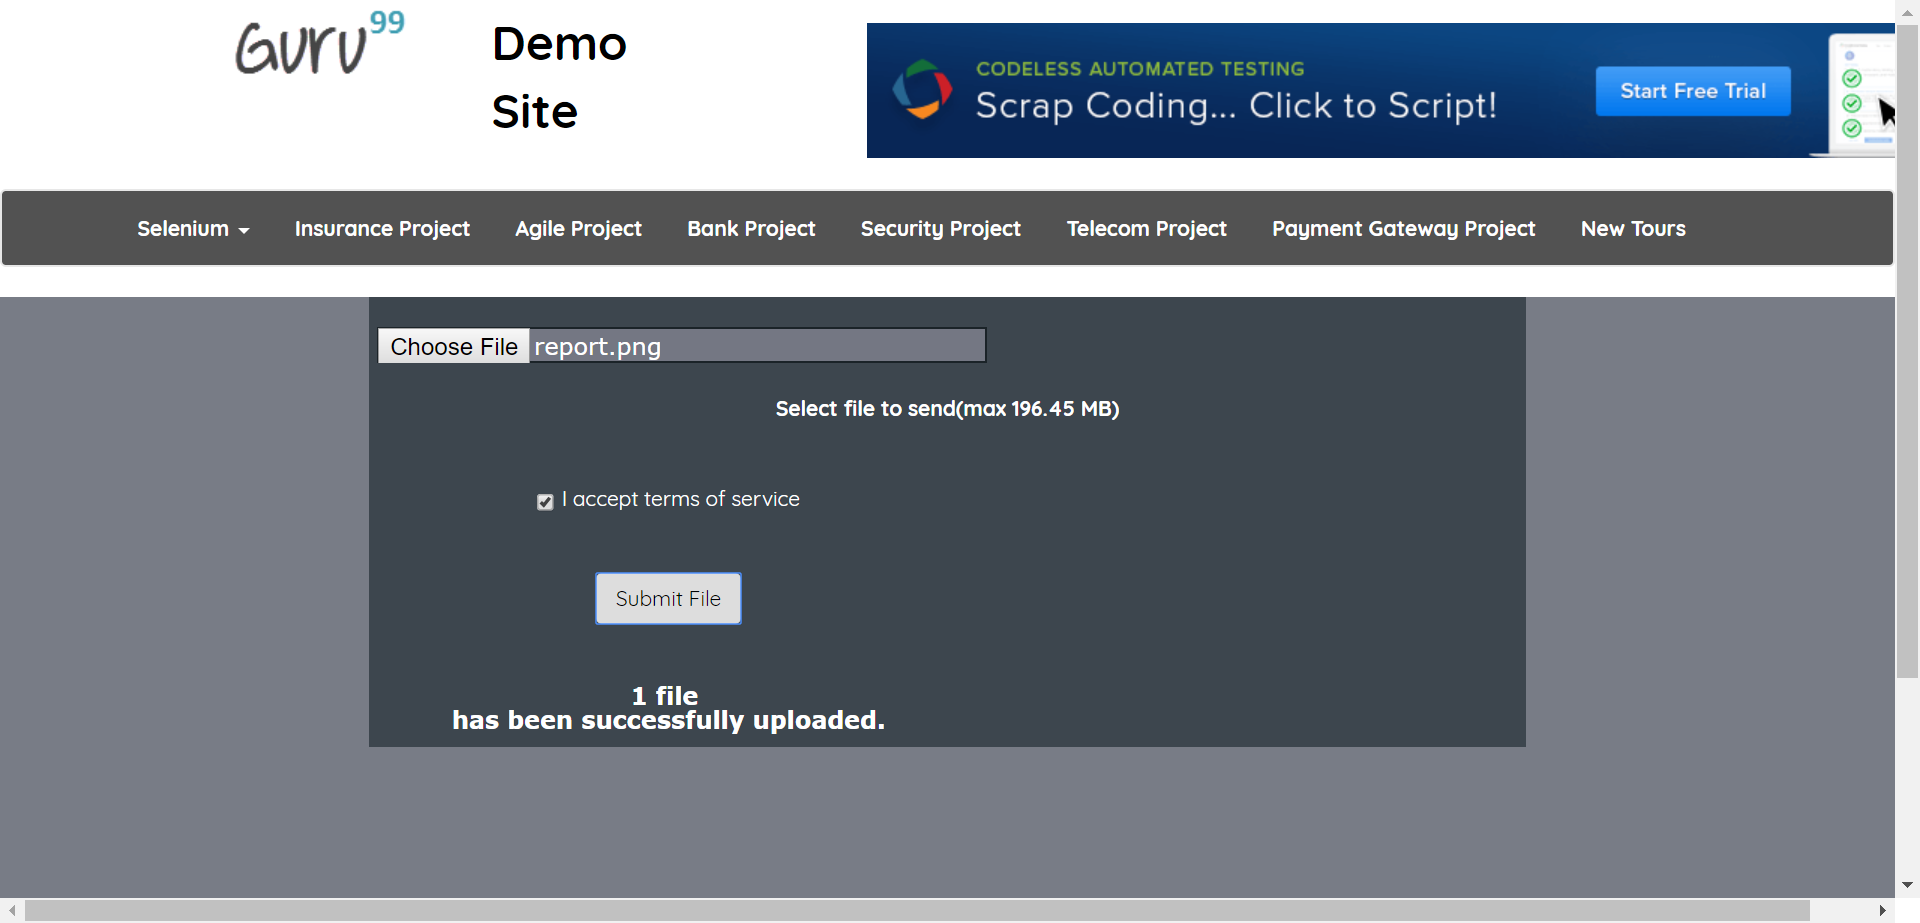 Guru99
Demo
Site
CODELESS AUTOMATED TESTING
Scrap Coding... Click to Script!
Start Free Trial
Selenium
Insurance Project
Agile Project
Bank Project
Security Project
Telecom Project
Payment Gateway Project
New Tours
Choose File report.png
Select file to send(max 196.45 MB)
I accept terms of service
Submit File
1 file
has been successfully uploaded.